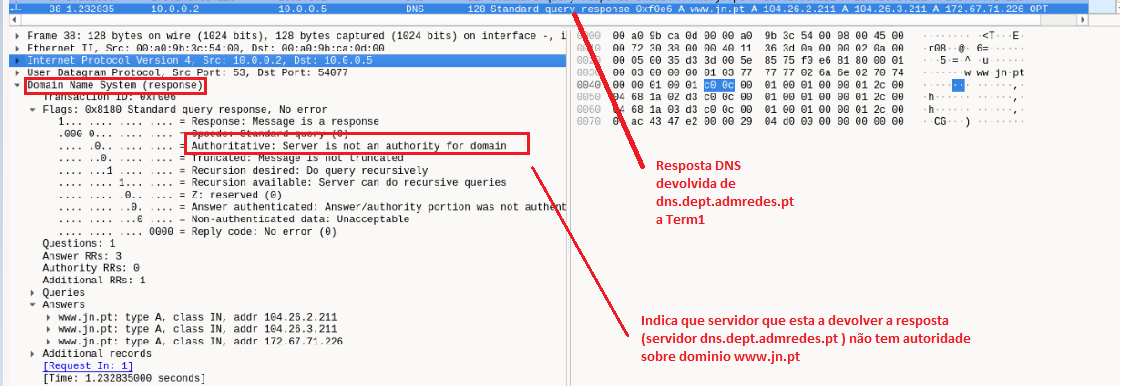 38 1.232835 10.0.0.2 10.0.0.5 DNS 128 Standard query response 0xf0e6 A www.jn.pt A 104.26.2.211 A 104.26.3.211 A 172.67.71.226 OPT
Frame 38: 128 bytes on wire (1024 bits), 128 bytes captured (1024 bits) on interface -, i
Ethernet II, Src: 00:a0:9b:3c:54:00, Dst: 00:a0:9b:ca:0d:00
Internet Protocol Version 4, Src: 10.0.0.2, Dst: 10.0.0.5
User Datagram Protocol, Src Port: 53, Dst Port: 54077
Domain Name System (response)
Transaction ID: 0xf0e6
Flags: 0x8180 Standard query response, No error
1... .... .... .... = Response: Message is a response
.000 0... .... .... = Opcode: Standard query (0)
.... .0.. .... .... = Authoritative: Server is not an authority for domain
.... ..0. .... .... = Truncated: Message is not truncated
.... ...1 .... .... = Recursion desired: Do query recursively
.... .... 1... .... = Recursion available: Server can do recursive queries
.... .... .0.. .... = Z: reserved (0)
.... .... ..0. .... = Answer authenticated: Answer/authority portion was not authent
.... .... ...0 .... = Non-authenticated data: Unacceptable
.... .... .... 0000 = Reply code: No error (0)
Questions: 1
Answer RRs: 3
Authority RRs: 0
Additional RRs: 1
Queries
Answers
www.jn.pt: type A, class IN, addr 104.26.2.211
www.jn.pt: type A, class IN, addr 104.26.3.211
www.jn.pt: type A, class IN, addr 172.67.71.226
Additional records
[Request In: 1]
[Time: 1.232835000 seconds]
00 a0 9b ca 0d 00 00 a0 9b 3c 54 00 08 00 45 00
0010 00 72 30 38 00 00 40 11 36 3d 0a 00 00 02 0a 00
0020 00 05 00 35 d3 3d 00 5e 85 75 f0 e6 81 80 00 01
0030 00 03 00 00 00 01 03 77 77 77 02 6a 6e 02 70 74
0040 00 00 01 00 01 c0 0c 00 01 00 01 00 00 01 2c 00
0050 04 68 1a 02 d3 c0 0c 00 01 00 01 00 00 01 2c 00
04 68 1a 03 d3 c0 0c 00 01 00 01 00 00 01 2c 00
0070 04 ac 43 47 e2 00 00 29 04 d0 00 00 00 00 00 00
Resposta DNS
devolvida de
dns.dept.admredes.pt
a Term1
Indica que servidor que esta a devolver a resposta
(servidor dns.dept.admredes.pt ) não tem autoridade
sobre dominio www.jn.pt